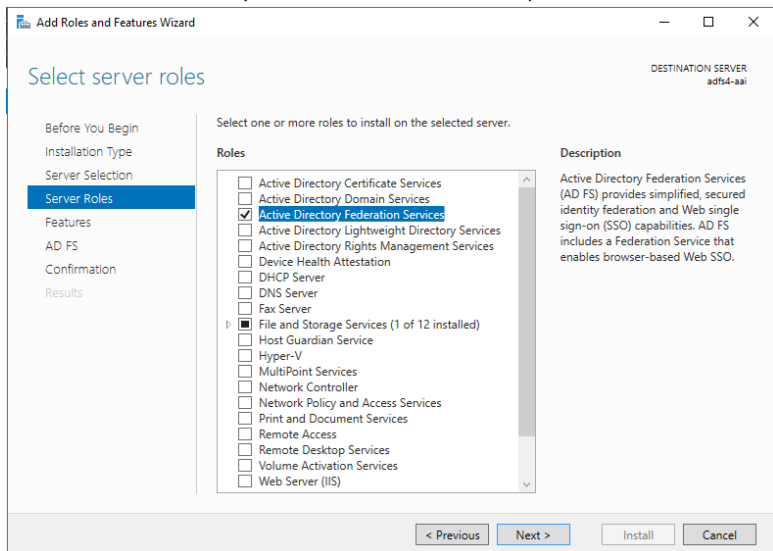 Add Roles and Features Wizard
Select server roles
DESTINATION SERVER
adfs4-aai
Before You Begin
Installation Type
Server Selection
Server Roles
Features
AD FS
Confirmation
Results
Select one or more roles to install on the selected server.
Roles
Active Directory Certificate Services
Active Directory Domain Services
Active Directory Federation Services
Active Directory Lightweight Directory Services
Active Directory Rights Management Services
Device Health Attestation
DHCP Server
DNS Server
Fax Server
File and Storage Services (1 of 12 installed)
Host Guardian Service
Hyper-V
MultiPoint Services
Network Controller
Network Policy and Access Services
Print and Document Services
Remote Access
Remote Desktop Services
Volume Activation Services
Web Server (IIS)
Description
Active Directory Federation Services
(AD FS) provides simplified, secured
identity federation and Web single
sign-on (SSO) capabilities. AD FS
includes a Federation Service that
enables browser-based Web SSO.
< Previous
Next >
Install
Cancel